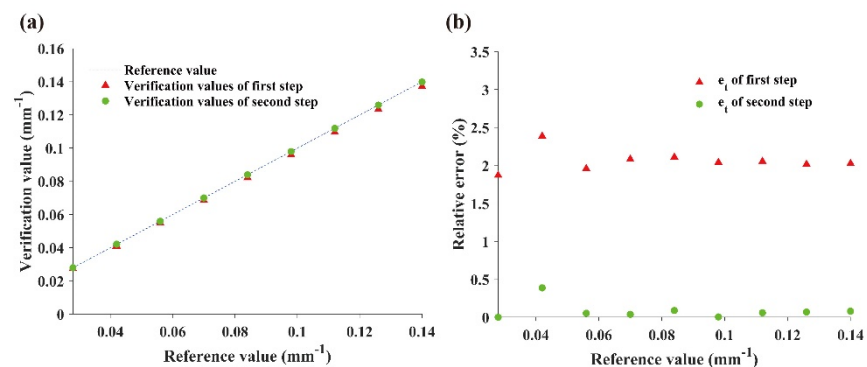 (a)
0.16
0.14
0.12
0.1
0.08
0.06
0.04
0.02
0
Verification value (mm⁻¹)
Reference value
Verification values of first step
Verification values of second step
0.04 0.06 0.08 0.1 0.12 0.14
Reference value (mm⁻¹)
(b)
3.5
3
2.5
2
1.5
1
0.5
0
Relative error (%)
eₜ of first step
eₜ of second step
0.04 0.06 0.08 0.1 0.12 0.14
Reference value (mm⁻¹)